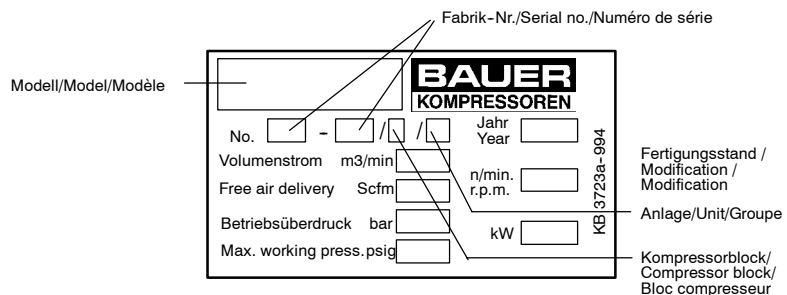 Fabrik-Nr./Serial no./Numéro de série
Modell/Model/Modèle
BAUER
KOMPRESSOREN
No. - / /
Jahr
Year
Volumenstrom m3/min
Free air delivery Scfm
n/min.
r.p.m.
Betriebsüberdruck bar
kW
Max. working press. psig
KB 3723a-994
Fertigungsstand /
Modification /
Modification
Anlage/Unit/Groupe
Kompressorblock/
Compressor block/
Bloc compresseur